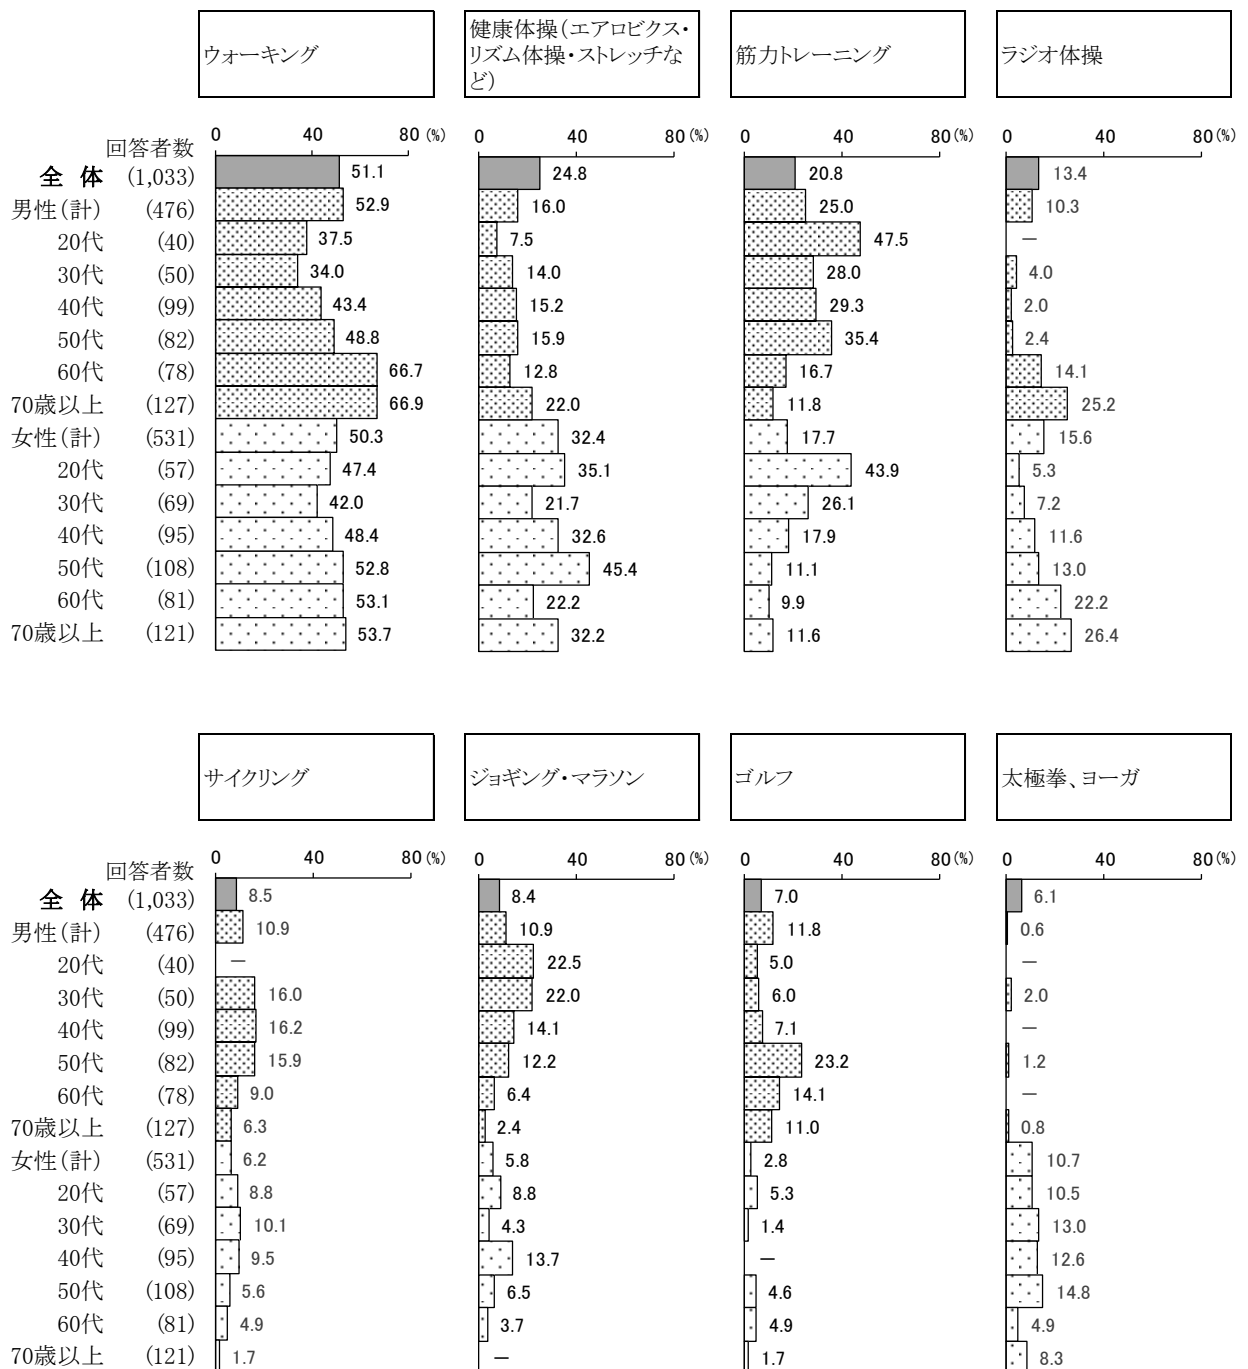 ウォーキング
健康体操（エアロビクス・
リズム体操・ストレッチな
ど）
筋力トレーニング
ラジオ体操
0 40 80 (%) 0 40 80 (%) 0 40 80 (%) 0 40 80 (%)
回答者数
全 体 (1,033) 51.1 24.8 20.8 13.4
男性（計） (476) 52.9 16.0 25.0 10.3
20代 (40) 37.5 7.5 47.5 －
30代 (50) 34.0 14.0 28.0 4.0
40代 (99) 43.4 15.2 29.3 2.0
50代 (82) 48.8 15.9 35.4 2.4
60代 (78) 66.7 12.8 16.7 14.1
70歳以上 (127) 66.9 22.0 11.8 25.2
女性（計） (531) 50.3 32.4 17.7 15.6
20代 (57) 47.4 35.1 43.9 5.3
30代 (69) 42.0 21.7 26.1 7.2
40代 (95) 48.4 32.6 17.9 11.6
50代 (108) 52.8 45.4 11.1 13.0
60代 (81) 53.1 22.2 9.9 22.2
70歳以上 (121) 53.7 32.2 11.6 26.4
サイクリング
ジョギング・マラソン
ゴルフ
太極拳、ヨーガ
0 40 80 (%) 0 40 80 (%) 0 40 80 (%) 0 40 80 (%)
回答者数
全 体 (1,033) 8.5 8.4 7.0 6.1
男性（計） (476) 10.9 10.9 11.8 0.6
20代 (40) － 22.5 5.0 －
30代 (50) 16.0 22.0 6.0 2.0
40代 (99) 16.2 14.1 7.1 －
50代 (82) 15.9 12.2 23.2 1.2
60代 (78) 9.0 6.4 14.1 －
70歳以上 (127) 6.3 2.4 11.0 0.8
女性（計） (531) 6.2 5.8 2.8 10.7
20代 (57) 8.8 8.8 5.3 10.5
30代 (69) 10.1 4.3 1.4 13.0
40代 (95) 9.5 13.7 － 12.6
50代 (108) 5.6 6.5 4.6 14.8
60代 (81) 4.9 3.7 4.9 4.9
70歳以上 (121) 1.7 － 1.7 8.3